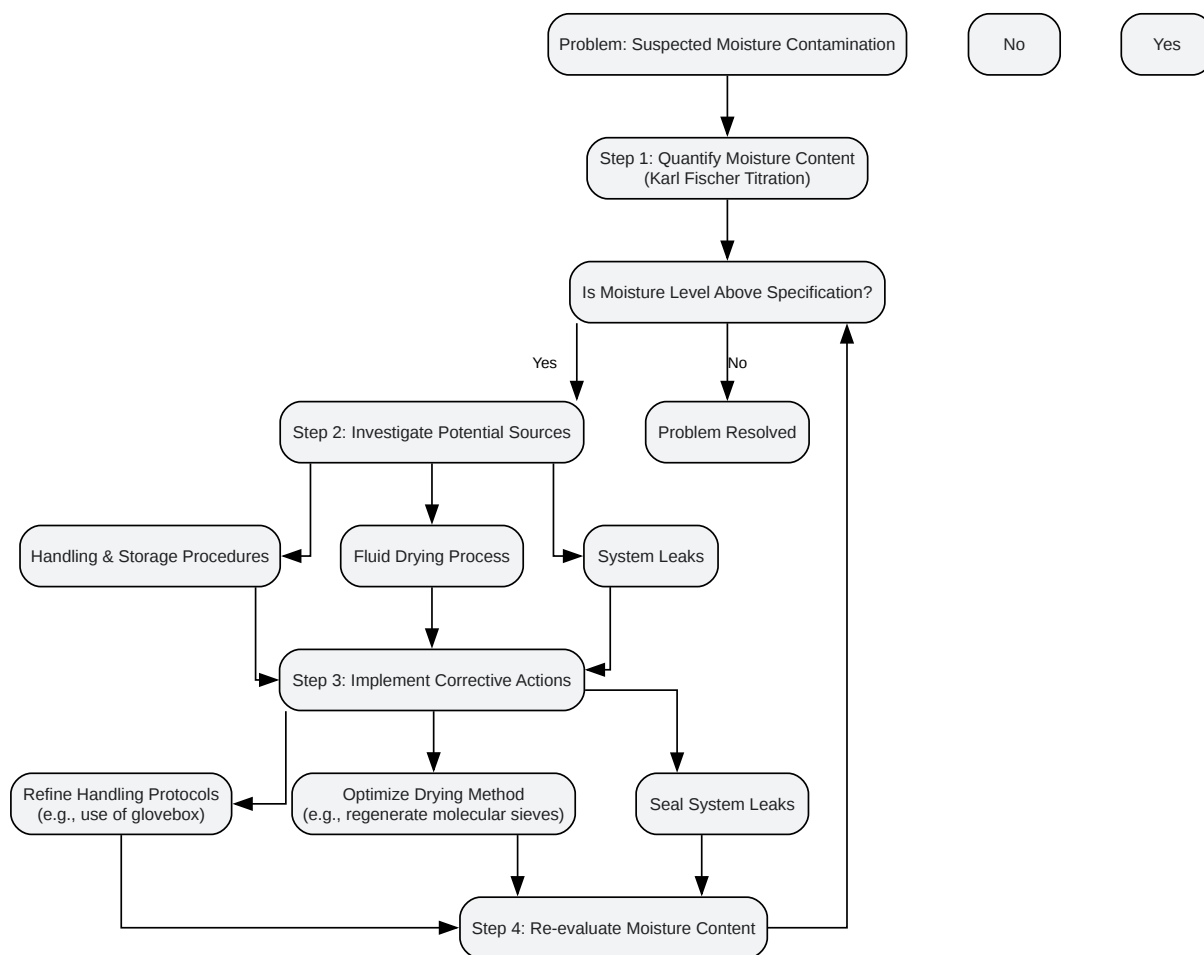 Problem: Suspected Moisture Contamination
No
Yes
Step 1: Quantify Moisture Content
(Karl Fischer Titration)
Is Moisture Level Above Specification?
Yes
No
Step 2: Investigate Potential Sources
Problem Resolved
Handling & Storage Procedures
Fluid Drying Process
System Leaks
Step 3: Implement Corrective Actions
Refine Handling Protocols
(e.g., use of glovebox)
Optimize Drying Method
(e.g., regenerate molecular sieves)
Seal System Leaks
Step 4: Re-evaluate Moisture Content